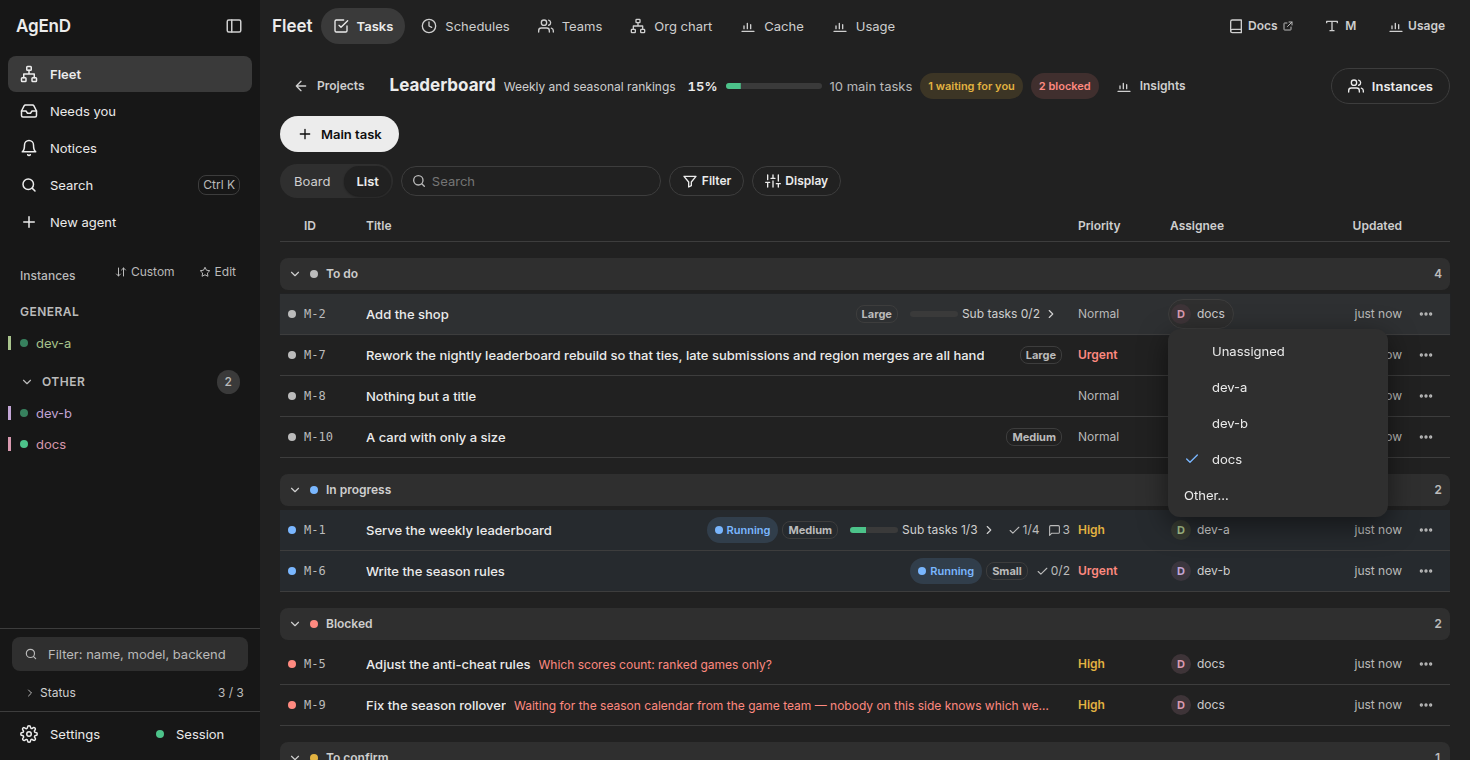 AgEnD
Fleet
Needs you
Notices
Search Ctrl K
New agent
Instances Custom Edit
GENERAL
dev-a
OTHER 2
dev-b
docs
Filter: name, model, backend
Status 3 / 3
Settings Session
Fleet Tasks Schedules Teams Org chart Cache Usage Docs M Usage
Projects Leaderboard Weekly and seasonal rankings 15% 10 main tasks 1 waiting for you 2 blocked Insights Instances
Main task
Board List Search Filter Display
ID Title Priority Assignee Updated
To do 4
M-2 Add the shop Large Sub tasks 0/2 Normal D docs just now
M-7 Rework the nightly leaderboard rebuild so that ties, late submissions and region merges are all hand Large Urgent
M-8 Nothing but a title Normal
M-10 A card with only a size Medium Normal
Unassigned
dev-a
dev-b
docs
Other...
In progress 2
M-1 Serve the weekly leaderboard Running Medium Sub tasks 1/3 1/4 3 High D dev-a just now
M-6 Write the season rules Running Small 0/2 Urgent D dev-b just now
Blocked 2
M-5 Adjust the anti-cheat rules Which scores count: ranked games only? High D docs just now
M-9 Fix the season rollover Waiting for the season calendar from the game team — nobody on this side knows which we... High D docs just now
To confirm 1